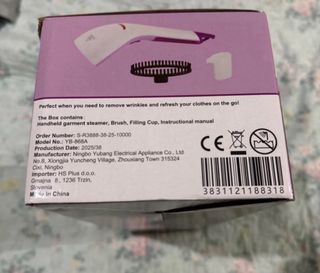 Perfect when you need to remove wrinkles and refresh your clothes on the go!
The Box contains:
Handheld garment steamer, Brush, Filling Cup, Instructional manual
Order Number: S-R3888-38-25-10000
Model No.: YB-868A
Production Date: 2025/38
Manufacturer: Ningbo Yubang Electrical Appliance Co., Ltd
No.8, Xiongjia Yuncheng Village, Zhouxiang Town 315324
Cixi, Ningbo
Importer: HS Plus d.o.o.
Gmajna 8, 1236 Trzin,
Slovenia
Made In China
CE
3831121188318